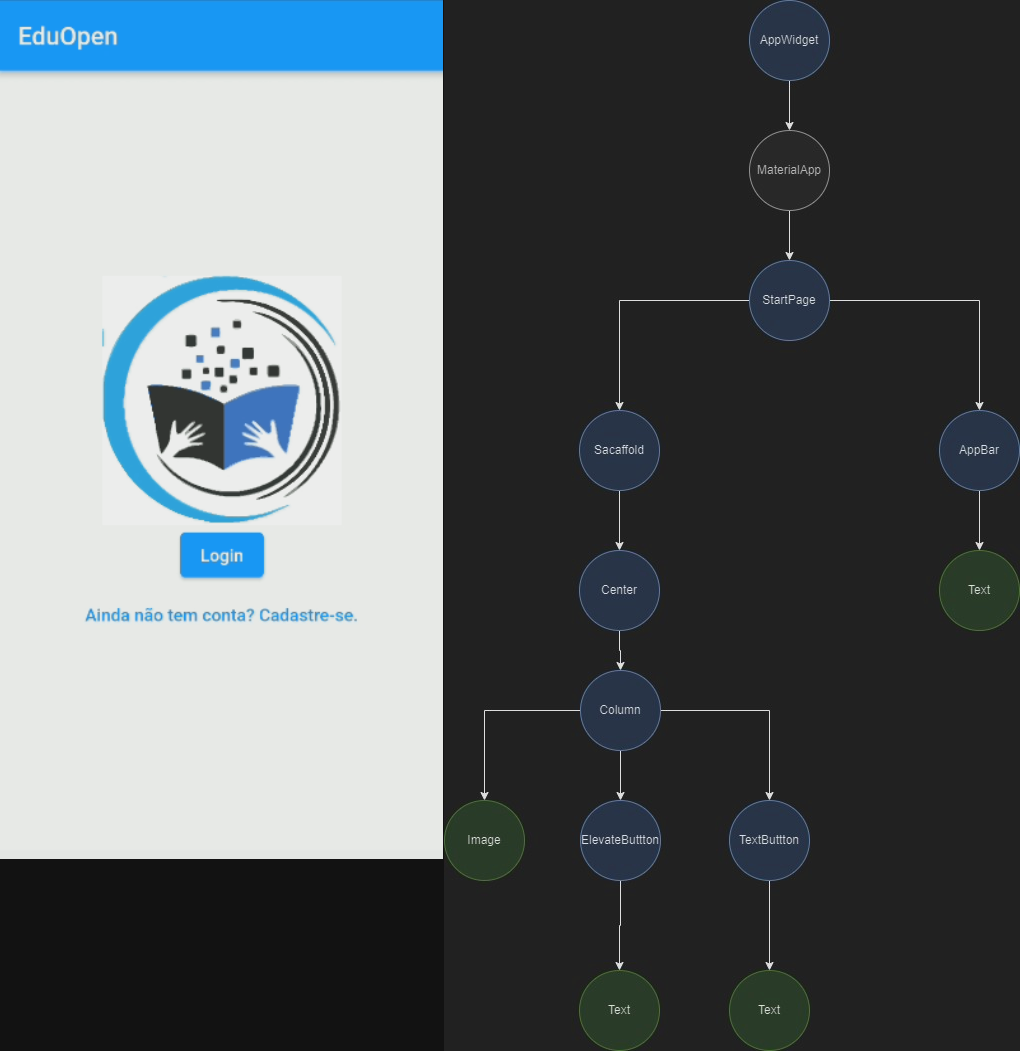 EduOpen
Login
Ainda não tem conta? Cadastre-se.
AppWidget
MaterialApp
StartPage
Sacaffold
AppBar
Center
Text
Column
Image
ElevateButtton
TextButtton
Text
Text